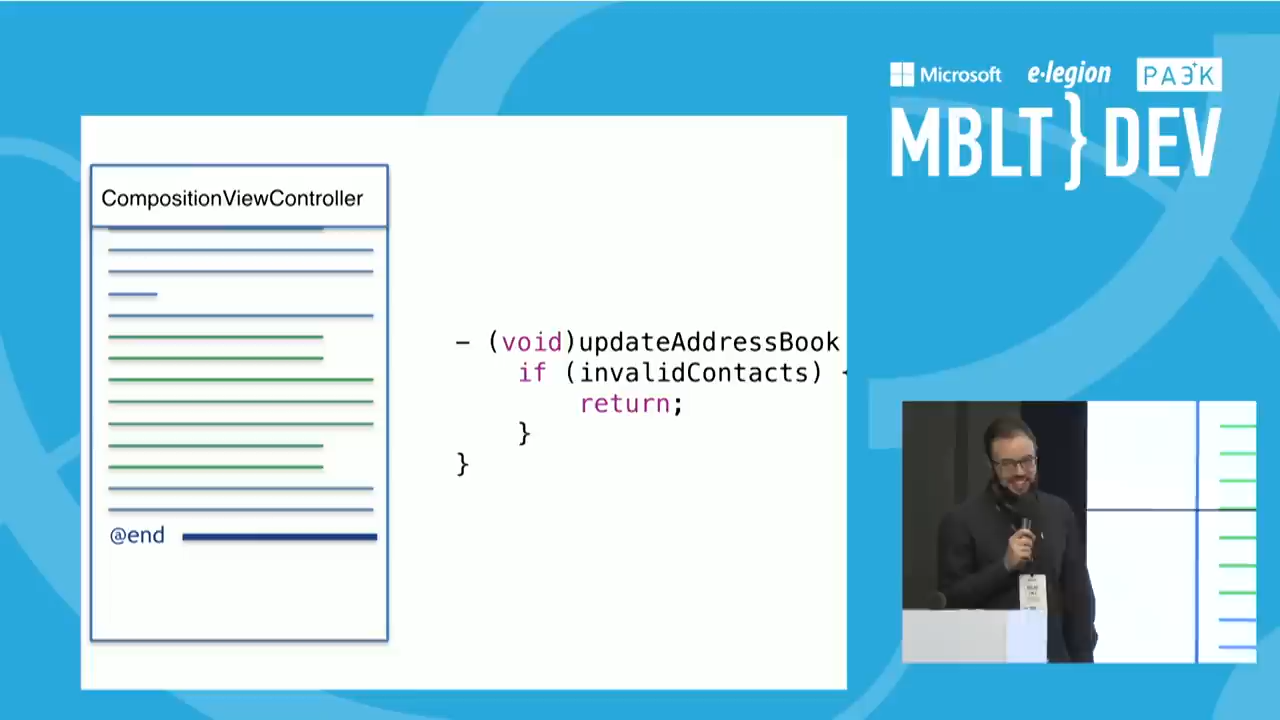 Microsoft e·legion РАЭК
MBLT}DEV
CompositionViewController
@end
- (void)updateAddressBook
if (invalidContacts) {
return;
}
}